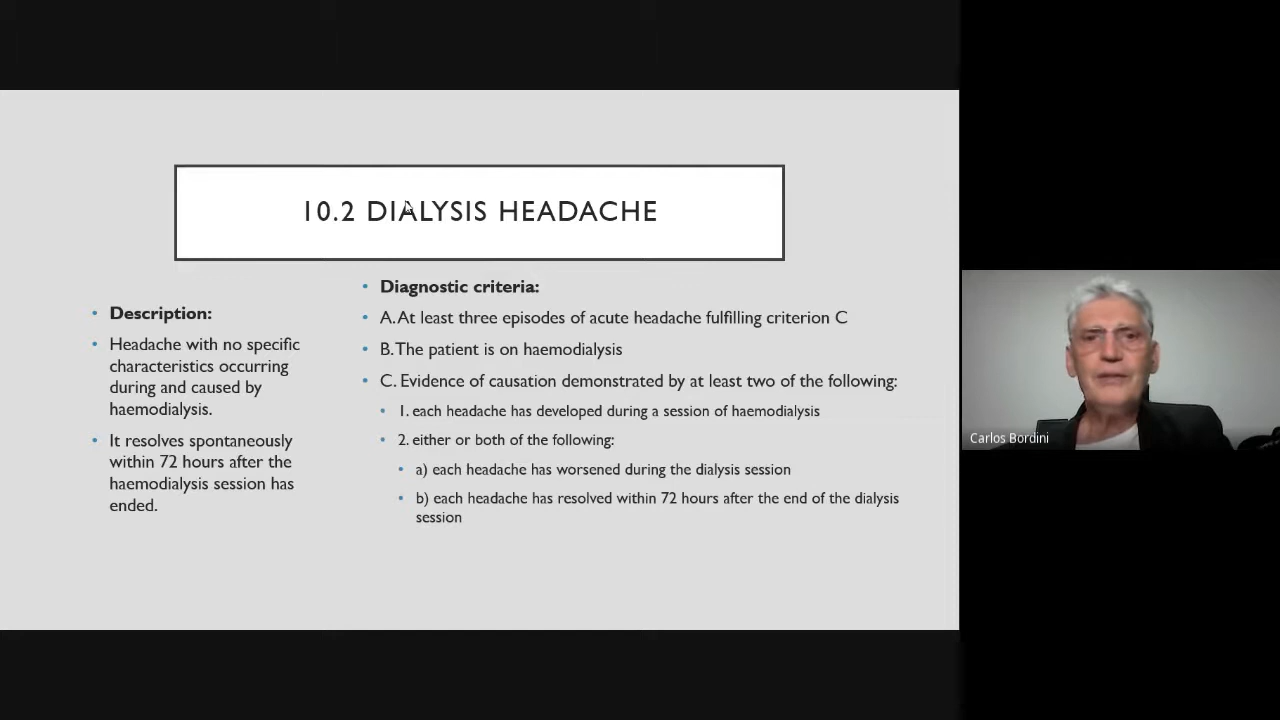 10.2 DIALYSIS HEADACHE
Description:
Headache with no specific
characteristics occurring
during and caused by
haemodialysis.
It resolves spontaneously
within 72 hours after the
haemodialysis session has
ended.
Diagnostic criteria:
A. At least three episodes of acute headache fulfilling criterion C
B. The patient is on haemodialysis
C. Evidence of causation demonstrated by at least two of the following:
1. each headache has developed during a session of haemodialysis
2. either or both of the following:
a) each headache has worsened during the dialysis session
b) each headache has resolved within 72 hours after the end of the dialysis
session
Carlos Bordini